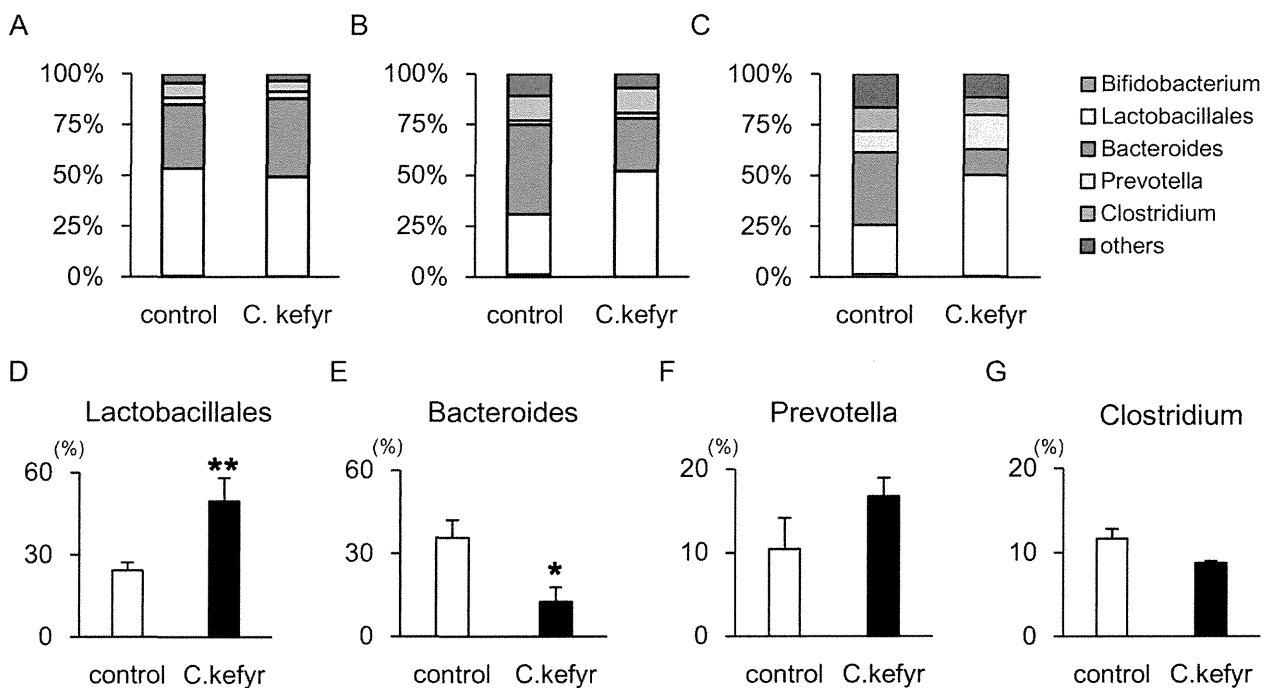 A
B
C
100%
75%
50%
25%
0%
control
C. kefyr
100%
75%
50%
25%
0%
control
C.kefyr
100%
75%
50%
25%
0%
control
C.kefyr
Bifidobacterium
Lactobacillales
Bacteroides
Prevotella
Clostridium
others
D
Lactobacillales
(%)
60
30
0
**
control
C.kefyr
E
Bacteroides
(%)
60
30
0
*
control
C.kefyr
F
Prevotella
(%)
20
10
0
control
C.kefyr
G
Clostridium
(%)
20
10
0
control
C.kefyr